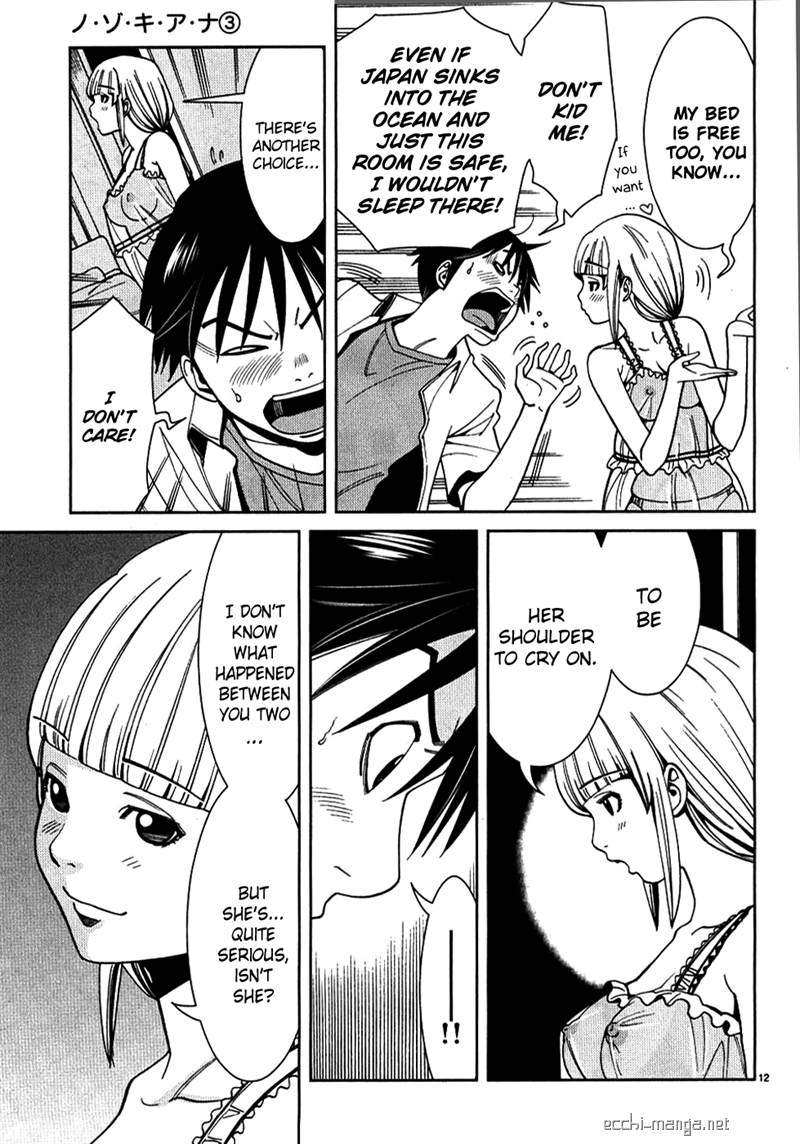 ノ・ゾ・キ・ア・ナ③
MY BED
IS FREE
TOO, YOU
KNOW...
If
you
want
...♡
DON'T
KID
ME!
EVEN IF
JAPAN SINKS
INTO THE
OCEAN AND
JUST THIS
ROOM IS SAFE,
I WOULDN'T
SLEEP THERE!
THERE'S
ANOTHER
CHOICE...
I
DON'T
CARE!
TO
BE
HER
SHOULDER
TO CRY ON.
—!!
I DON'T
KNOW
WHAT
HAPPENED
BETWEEN
YOU TWO
...
BUT
SHE'S...
QUITE
SERIOUS,
ISN'T
SHE?
12
ecchi-manga.net